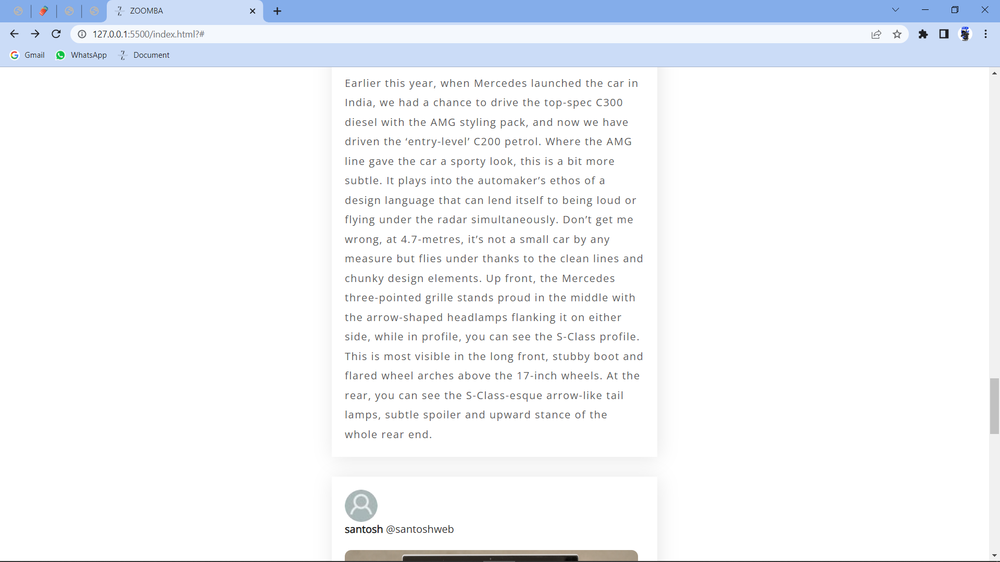 ZOOMBA
127.0.0.1:5500/index.html?#
Gmail
WhatsApp
Document
Earlier this year, when Mercedes launched the car in
India, we had a chance to drive the top-spec C300
diesel with the AMG styling pack, and now we have
driven the ‘entry-level’ C200 petrol. Where the AMG
line gave the car a sporty look, this is a bit more
subtle. It plays into the automaker’s ethos of a
design language that can lend itself to being loud or
flying under the radar simultaneously. Don’t get me
wrong, at 4.7-metres, it’s not a small car by any
measure but flies under thanks to the clean lines and
chunky design elements. Up front, the Mercedes
three-pointed grille stands proud in the middle with
the arrow-shaped headlamps flanking it on either
side, while in profile, you can see the S-Class profile.
This is most visible in the long front, stubby boot and
flared wheel arches above the 17-inch wheels. At the
rear, you can see the S-Class-esque arrow-like tail
lamps, subtle spoiler and upward stance of the
whole rear end.
santosh @santoshweb